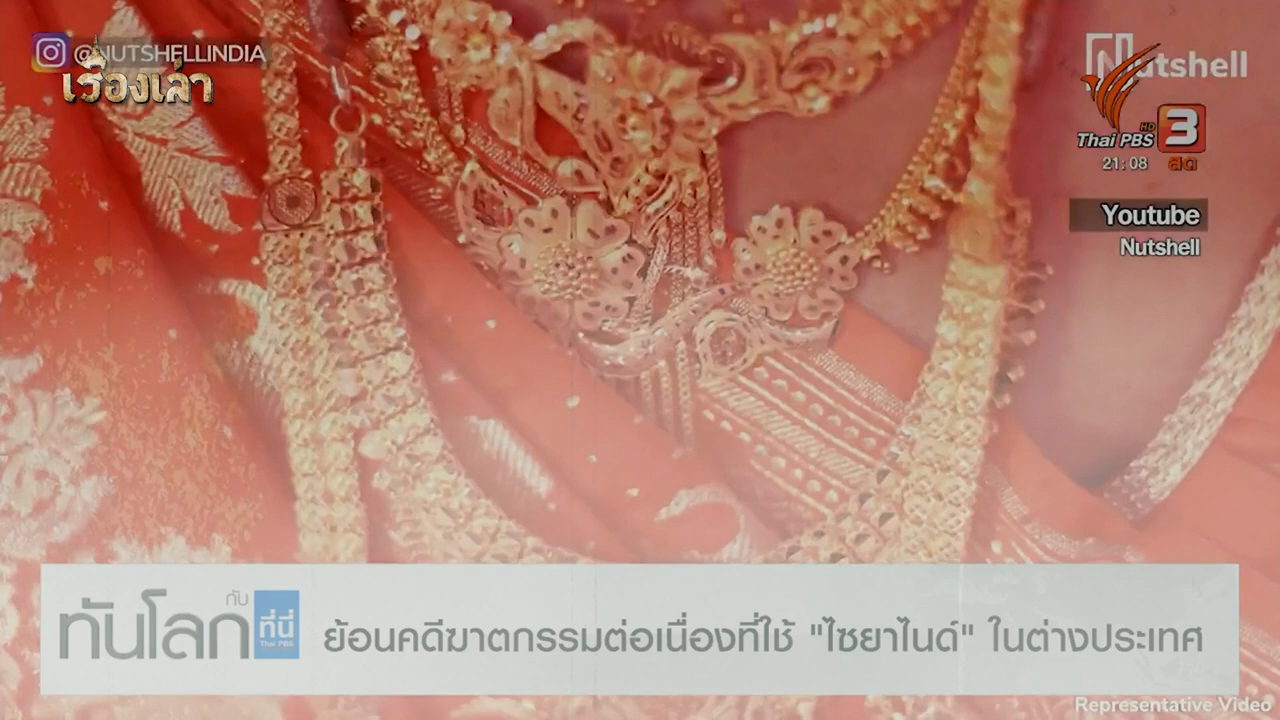 @NUTSHELLINDIA
เรื่องเล่า
Nutshell
Thai PBS HD 3
21:08 สด
Youtube
Nutshell
ทันโลก กับ ที่นี่ Thai PBS
ย้อนคดีฆาตกรรมต่อเนื่องที่ใช้ "ไซยาไนด์" ในต่างประเทศ
Representative Video